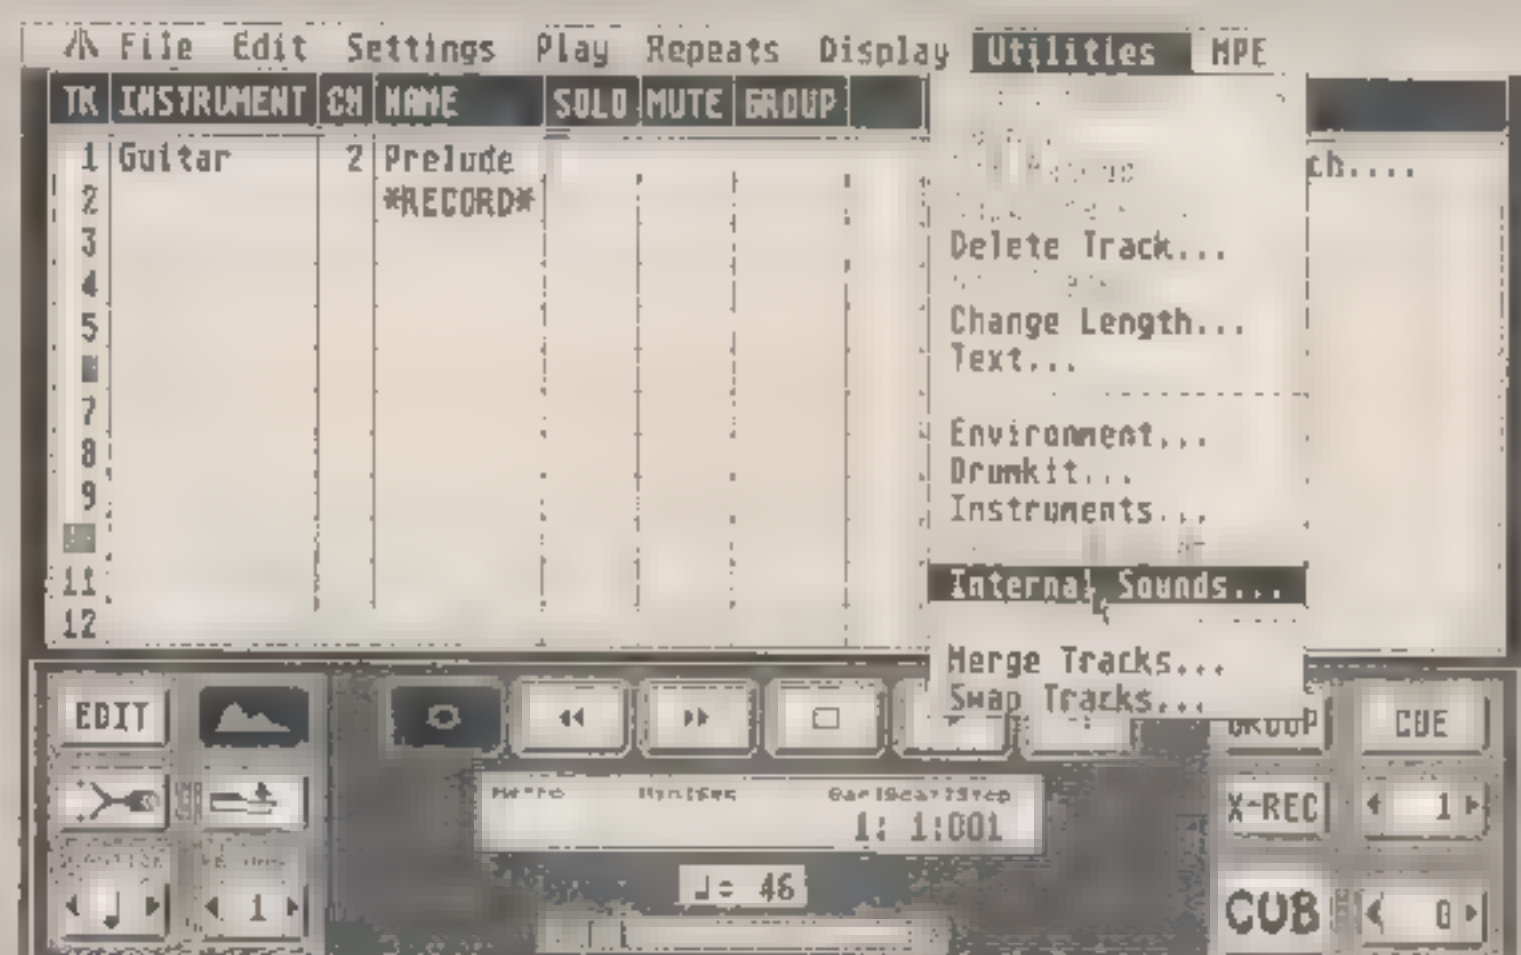 File Edit Settings Play Repeats Display Utilities MPE
TK INSTRUMENT CH NAME SOLO MUTE GROUP
1 Guitar 2 Prelude
ch....
2 *RECORD*
3
Delete Track...
4
5
Change Length...
Text...
7
8
Environment...
9
Drumkit...
Instruments...
11
Internal Sounds...
12
Merge Tracks...
Swap Tracks...
EDIT
GROUP CUE
X-REC 1
1: 1:001
♩= 46
1
CUB 0